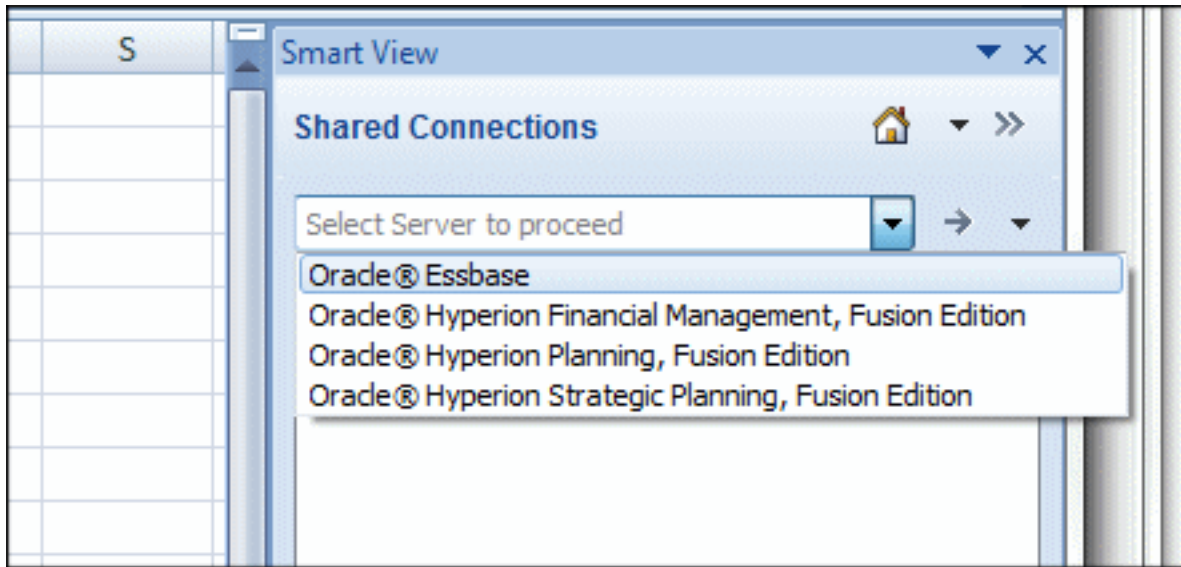 S
Smart View
Shared Connections
Select Server to proceed
Oracle® Essbase
Oracle® Hyperion Financial Management, Fusion Edition
Oracle® Hyperion Planning, Fusion Edition
Oracle® Hyperion Strategic Planning, Fusion Edition